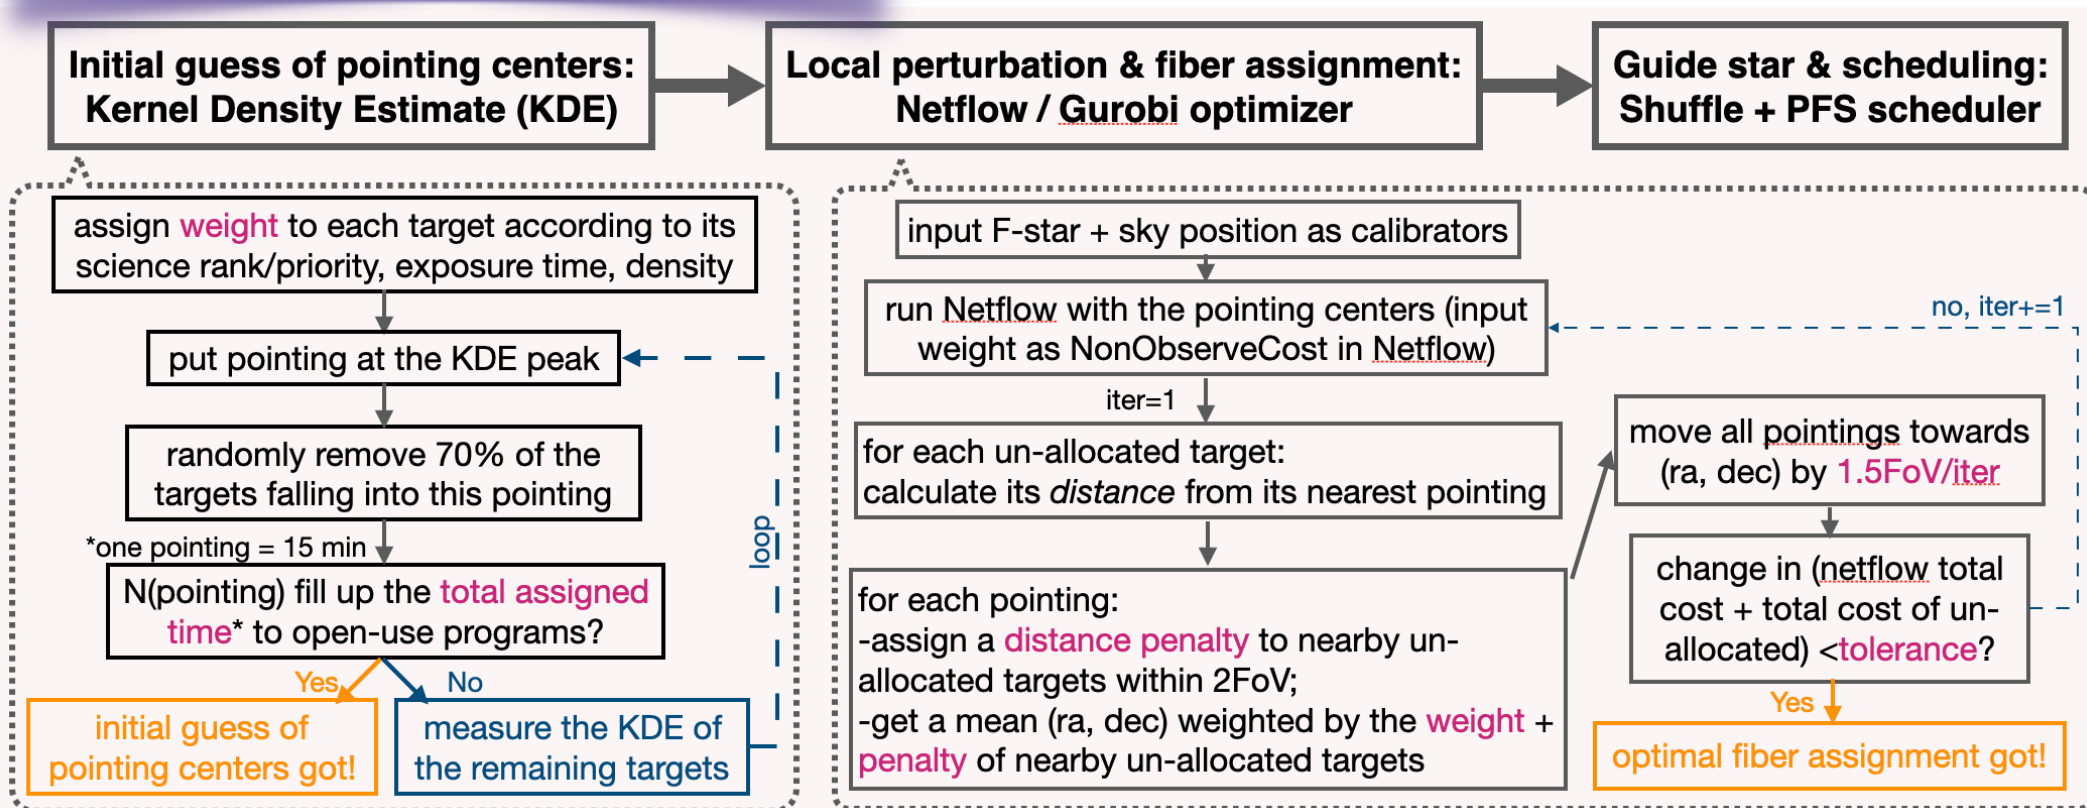 Initial guess of pointing centers:
Kernel Density Estimate (KDE)
Local perturbation & fiber assignment:
Netflow / Gurobi optimizer
Guide star & scheduling:
Shuffle + PFS scheduler
assign weight to each target according to its
science rank/priority, exposure time, density
put pointing at the KDE peak
randomly remove 70% of the
targets falling into this pointing
*one pointing = 15 min
N(pointing) fill up the total assigned
time* to open-use programs?
Yes
No
initial guess of
pointing centers got!
measure the KDE of
the remaining targets
loop
input F-star + sky position as calibrators
run Netflow with the pointing centers (input
weight as NonObserveCost in Netflow)
iter=1
for each un-allocated target:
calculate its distance from its nearest pointing
for each pointing:
-assign a distance penalty to nearby un-
allocated targets within 2FoV;
-get a mean (ra, dec) weighted by the weight +
penalty of nearby un-allocated targets
move all pointings towards
(ra, dec) by 1.5FoV/iter
change in (netflow total
cost + total cost of un-
allocated) <tolerance?
no, iter+=1
Yes
optimal fiber assignment got!